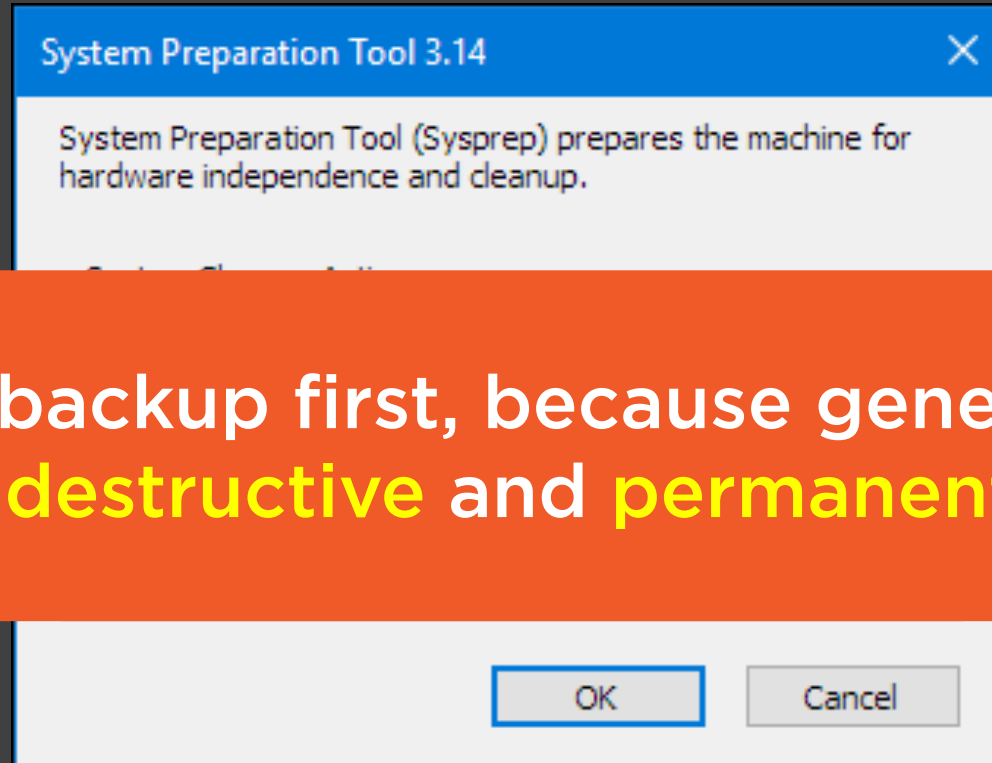 System Preparation Tool 3.14
System Preparation Tool (Sysprep) prepares the machine for
hardware independence and cleanup.
backup first, because gene
destructive and permanent
OK
Cancel